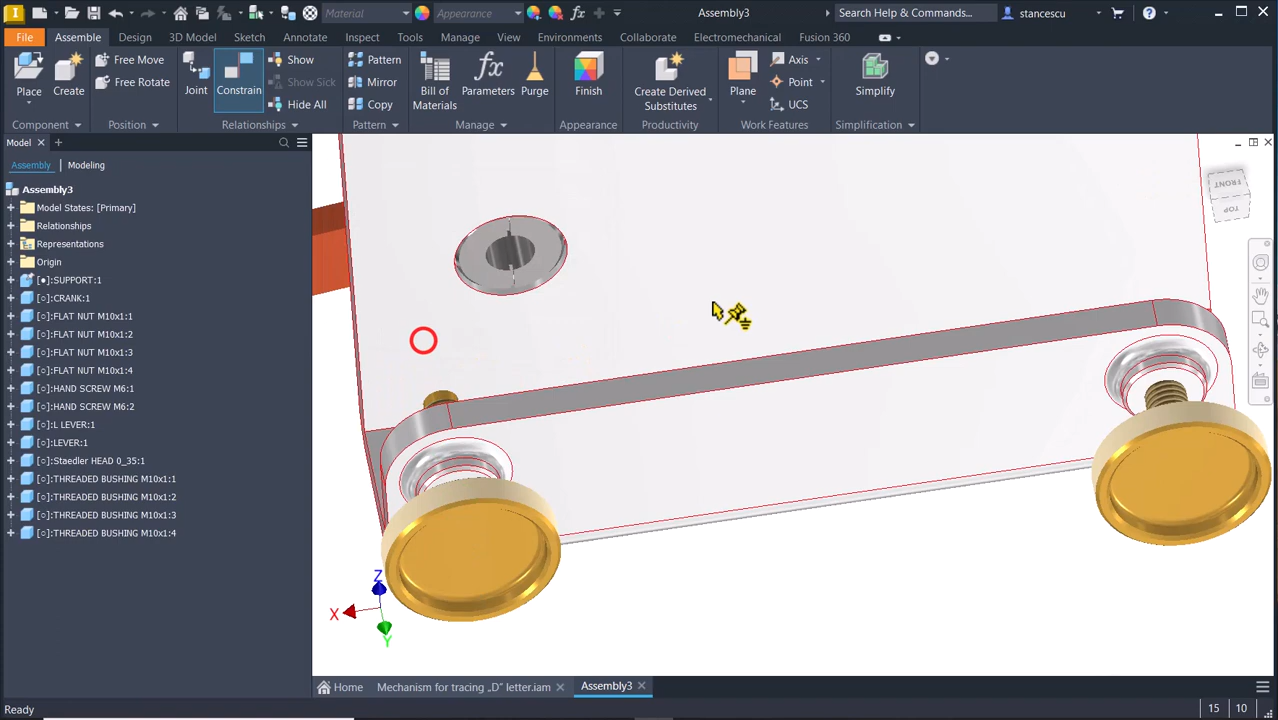 Material
Appearance
Assembly3
Search Help & Commands...
stancescu
File
Assemble
Design
3D Model
Sketch
Annotate
Inspect
Tools
Manage
View
Environments
Collaborate
Electromechanical
Fusion 360
Place
Create
Free Move
Free Rotate
Joint
Constrain
Show
Show Sick
Hide All
Pattern
Mirror
Copy
Bill of
Materials
Parameters
Purge
Finish
Create Derived
Substitutes
Plane
Axis
Point
UCS
Simplify
Component
Position
Relationships
Pattern
Manage
Appearance
Productivity
Work Features
Simplification
Model
Assembly
Modeling
Assembly3
Model States: [Primary]
Relationships
Representations
Origin
[●]:SUPPORT:1
[○]:CRANK:1
[○]:FLAT NUT M10x1:1
[○]:FLAT NUT M10x1:2
[○]:FLAT NUT M10x1:3
[○]:FLAT NUT M10x1:4
[○]:HAND SCREW M6:1
[○]:HAND SCREW M6:2
[○]:L LEVER:1
[○]:LEVER:1
[○]:Staedler HEAD 0_35:1
[○]:THREADED BUSHING M10x1:1
[○]:THREADED BUSHING M10x1:2
[○]:THREADED BUSHING M10x1:3
[○]:THREADED BUSHING M10x1:4
FRONT
TOP
Z
X
Y
Home
Mechanism for tracing „D” letter.iam
Assembly3
Ready
15
10